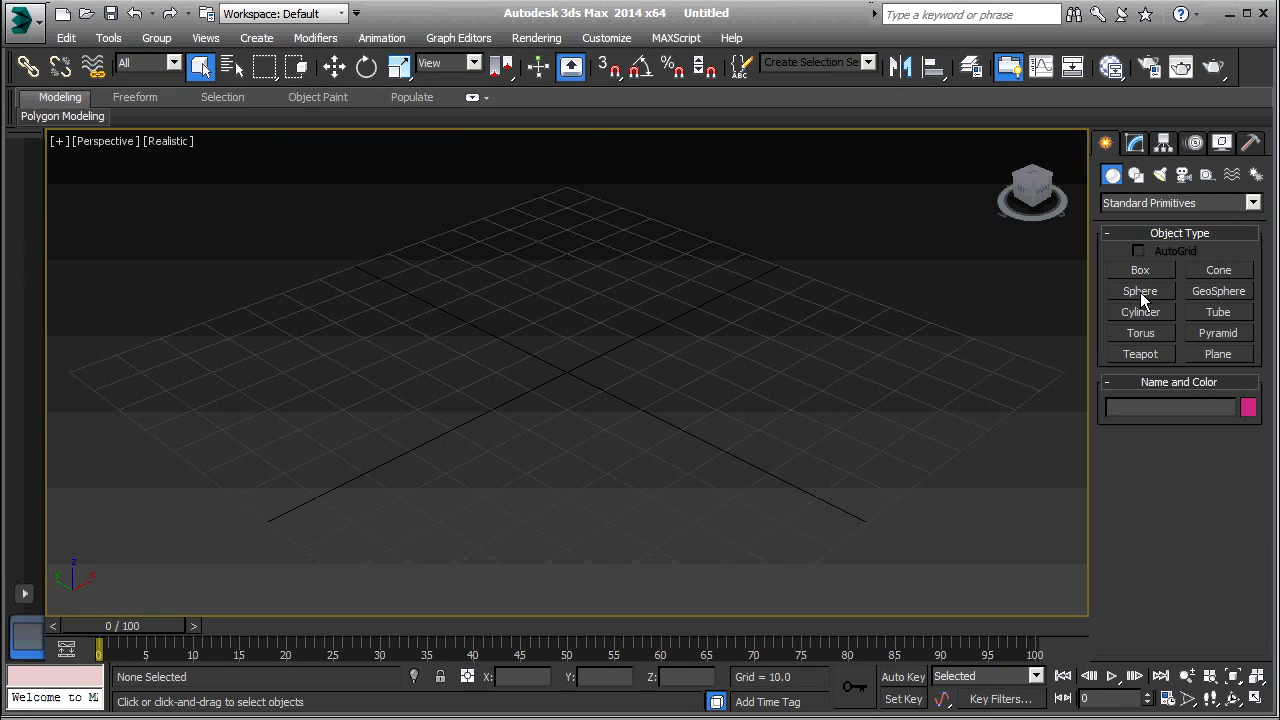 Workspace: Default
Autodesk 3ds Max 2014 x64 Untitled
Type a keyword or phrase
Edit Tools Group Views Create Modifiers Animation Graph Editors Rendering Customize MAXScript Help
All
View
3
%
ABC
Create Selection Se
Modeling Freeform Selection Object Paint Populate
Polygon Modeling
[+][Perspective][Realistic]
Standard Primitives
- Object Type
AutoGrid
Box Cone
Sphere GeoSphere
Cylinder Tube
Torus Pyramid
Teapot Plane
- Name and Color
z
y x
< 0 / 100 >
0 5 10 15 20 25 30 35 40 45 50 55 60 65 70 75 80 85 90 95 100
None Selected X: Y: Z: Grid = 10.0 Auto Key Selected
Welcome to M
Click or click-and-drag to select objects Add Time Tag Set Key Key Filters... 0